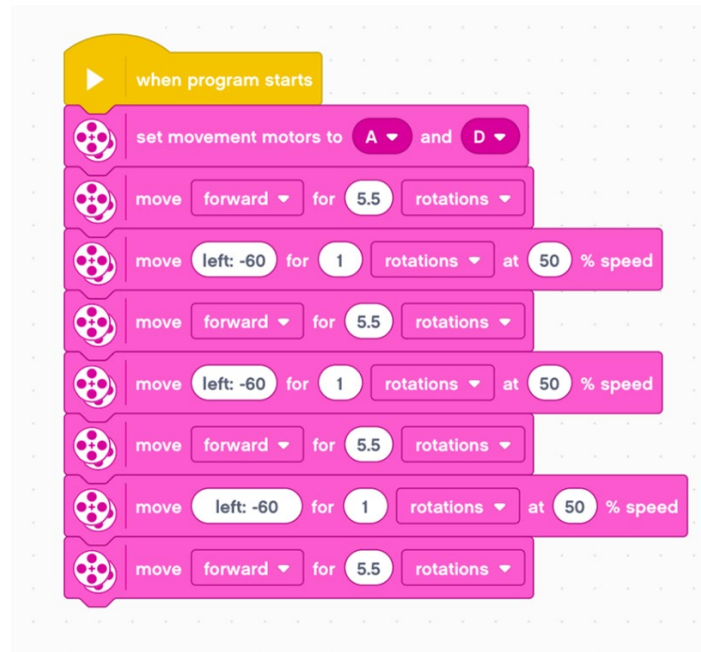 when program starts
set movement motors to A and D
move forward for 5.5 rotations
move left: -60 for 1 rotations at 50 % speed
move forward for 5.5 rotations
move left: -60 for 1 rotations at 50 % speed
move forward for 5.5 rotations
move left: -60 for 1 rotations at 50 % speed
move forward for 5.5 rotations